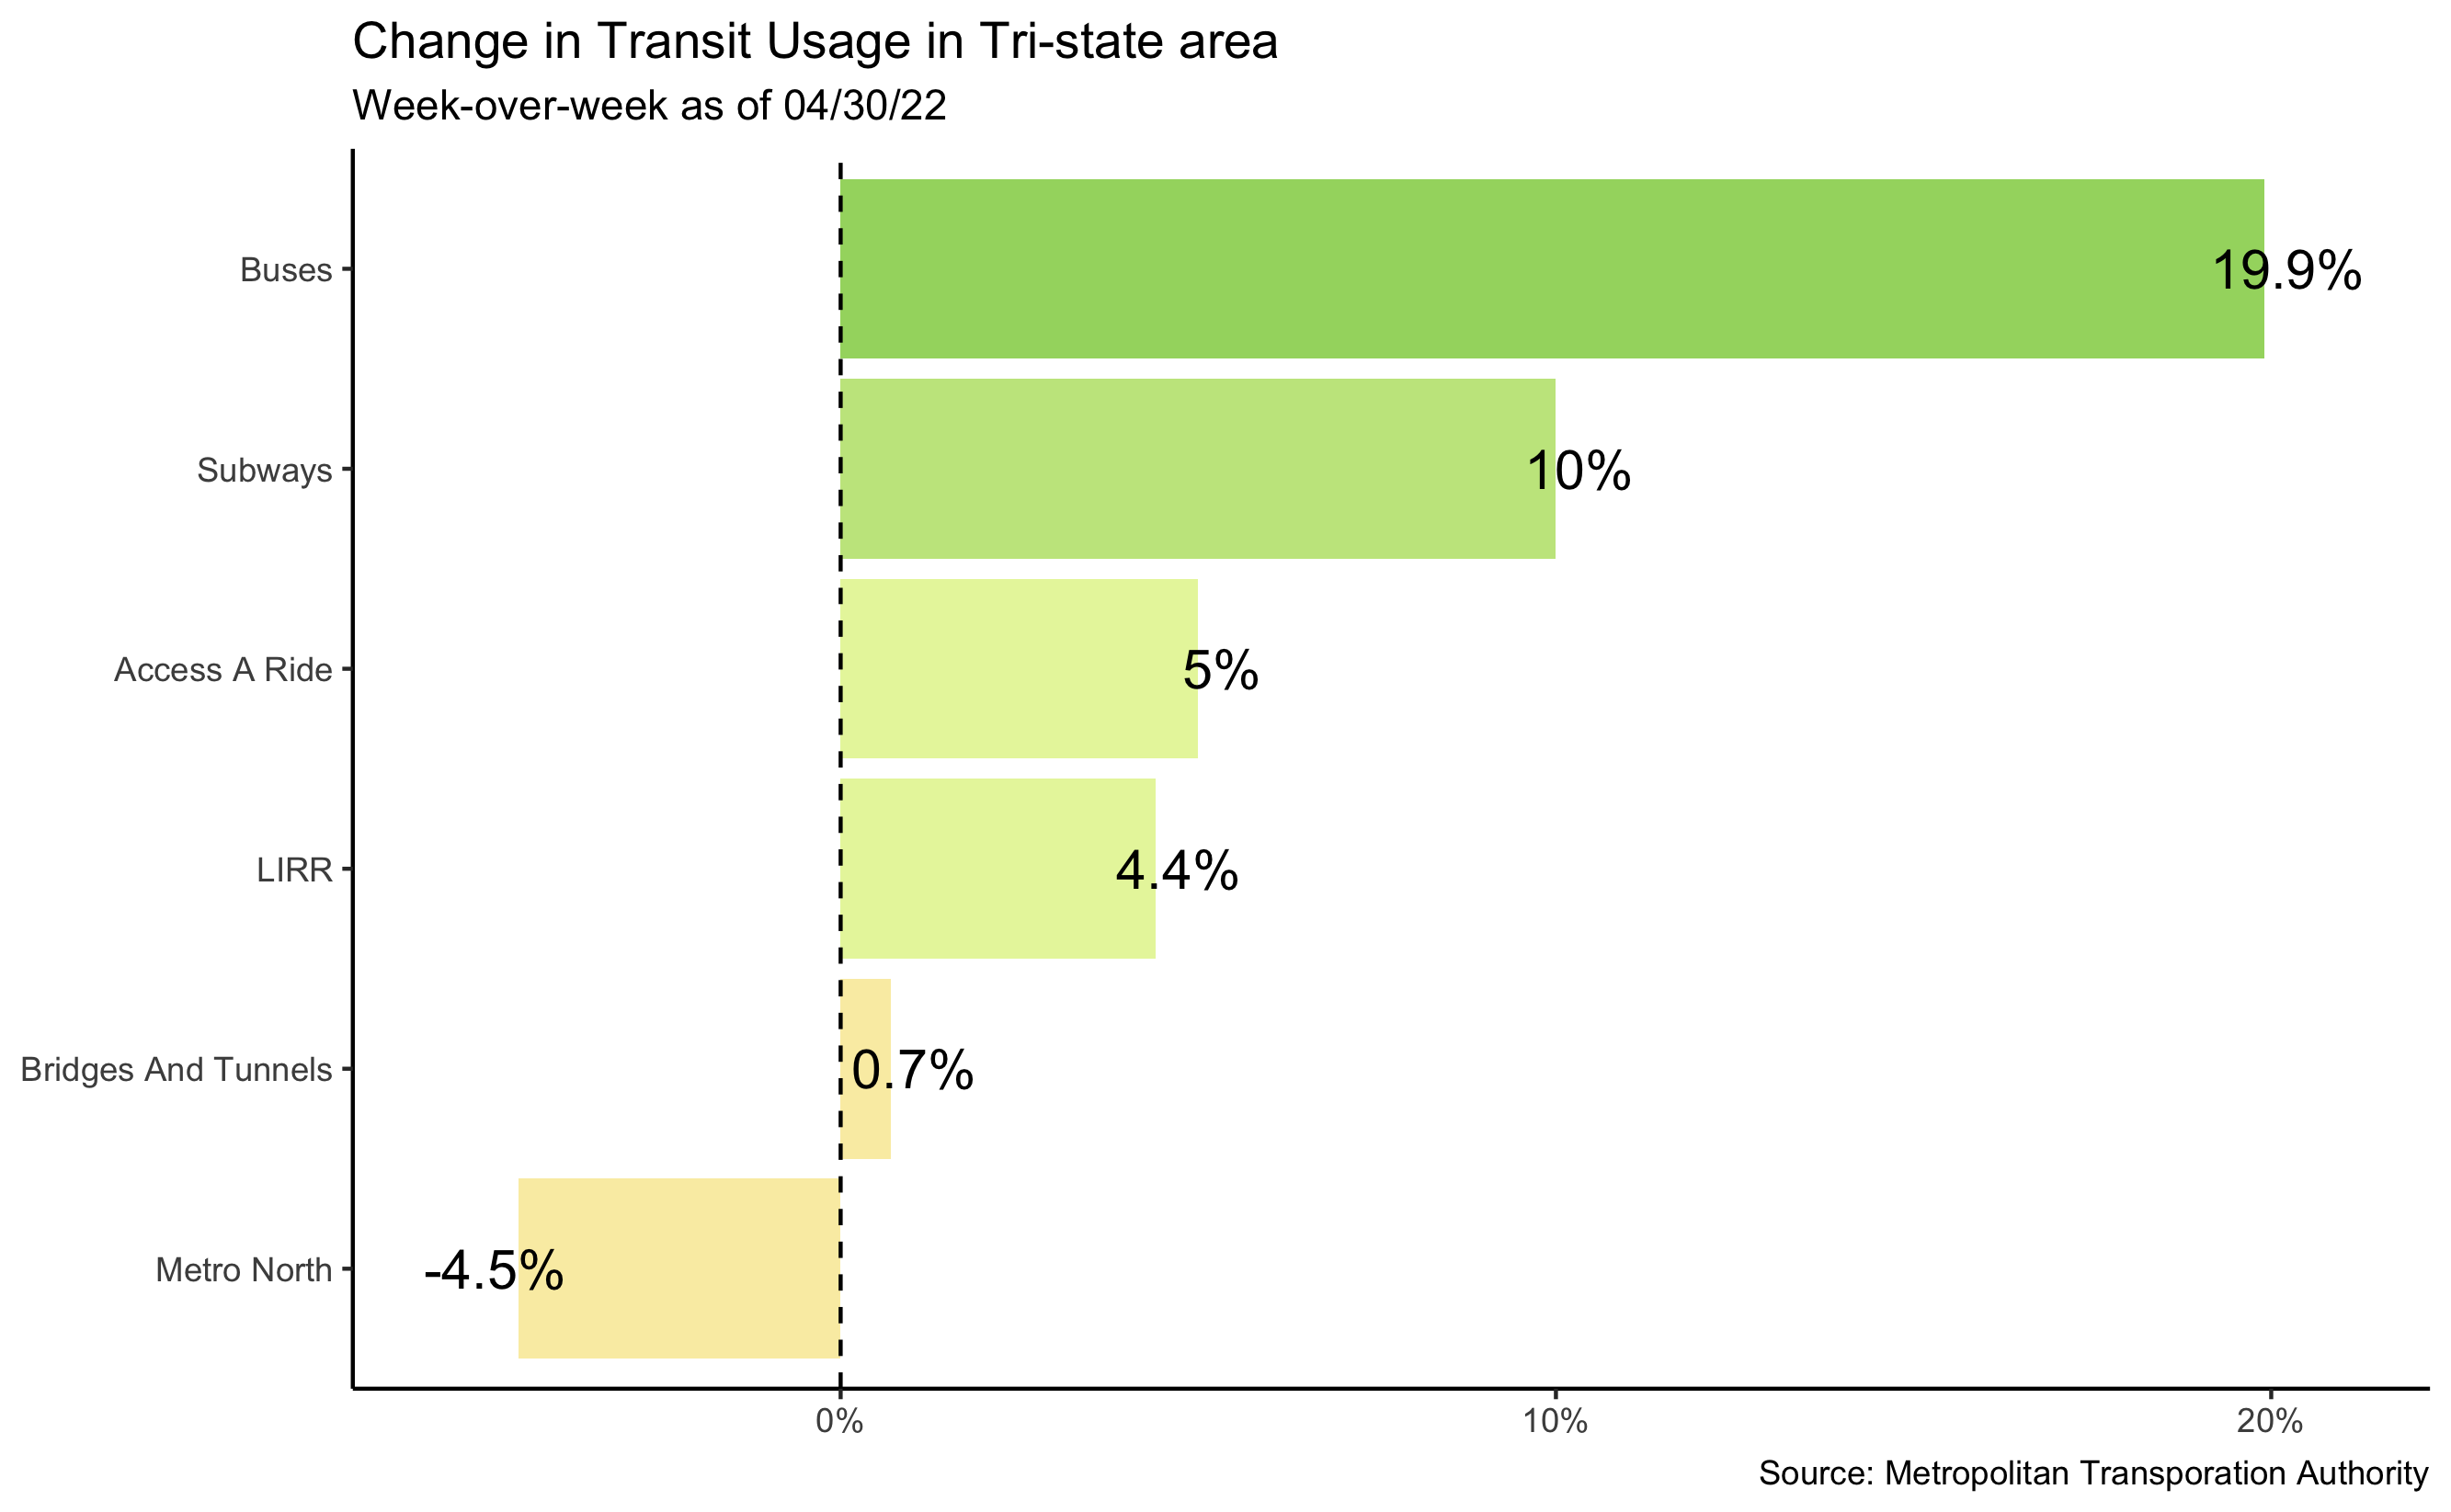 Change in Transit Usage in Tri-state area
Week-over-week as of 04/30/22
Buses
19.9%
Subways
10%
Access A Ride
5%
LIRR
4.4%
Bridges And Tunnels
0.7%
Metro North
-4.5%
0%
10%
20%
Source: Metropolitan Transporation Authority